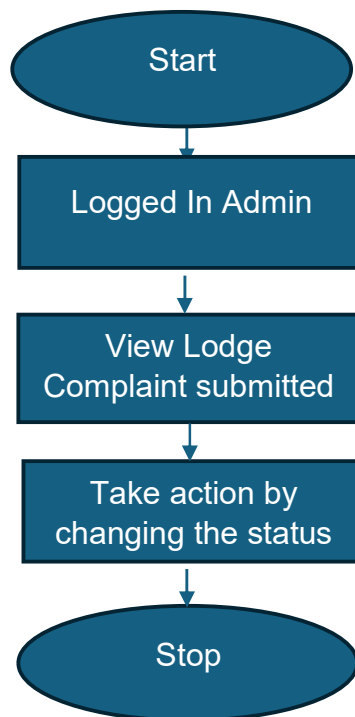 Start
Logged In Admin
View Lodge
Complaint submitted
Take action by
changing the status
Stop